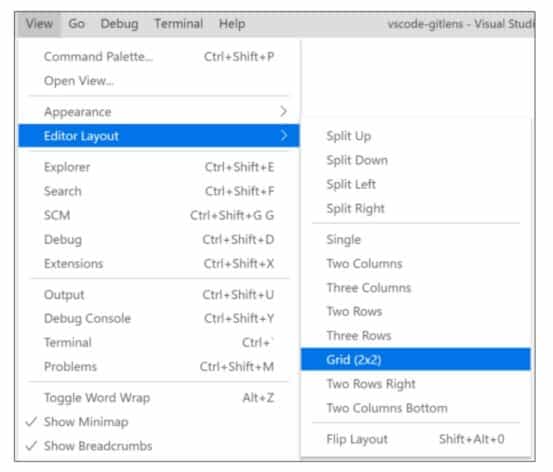 View Go Debug Terminal Help vscode-gitlens - Visual Studi
Command Palette... Ctrl+Shift+P
Open View...
Appearance
Editor Layout
Explorer Ctrl+Shift+E
Search Ctrl+Shift+F
SCM Ctrl+Shift+G G
Debug Ctrl+Shift+D
Extensions Ctrl+Shift+X
Output Ctrl+Shift+U
Debug Console Ctrl+Shift+Y
Terminal Ctrl+`
Problems Ctrl+Shift+M
Toggle Word Wrap Alt+Z
Show Minimap
Show Breadcrumbs
Split Up
Split Down
Split Left
Split Right
Single
Two Columns
Three Columns
Two Rows
Three Rows
Grid (2x2)
Two Rows Right
Two Columns Bottom
Flip Layout Shift+Alt+0